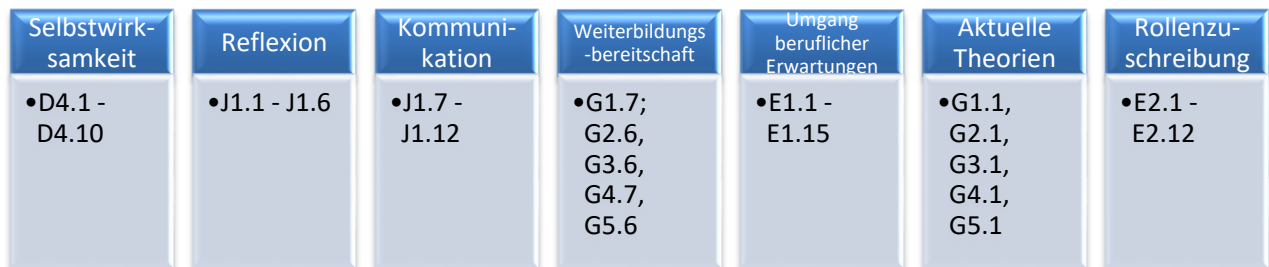 Selbstwirk-
samkeit
•D4.1 -
D4.10
Reflexion
•J1.1 - J1.6
Kommuni-
kation
•J1.7 -
J1.12
Weiterbildungs
-bereitschaft
•G1.7;
G2.6,
G3.6,
G4.7,
G5.6
Umgang
beruflicher
Erwartungen
•E1.1 -
E1.15
Aktuelle
Theorien
•G1.1,
G2.1,
G3.1,
G4.1,
G5.1
Rollenzu-
schreibung
•E2.1 -
E2.12